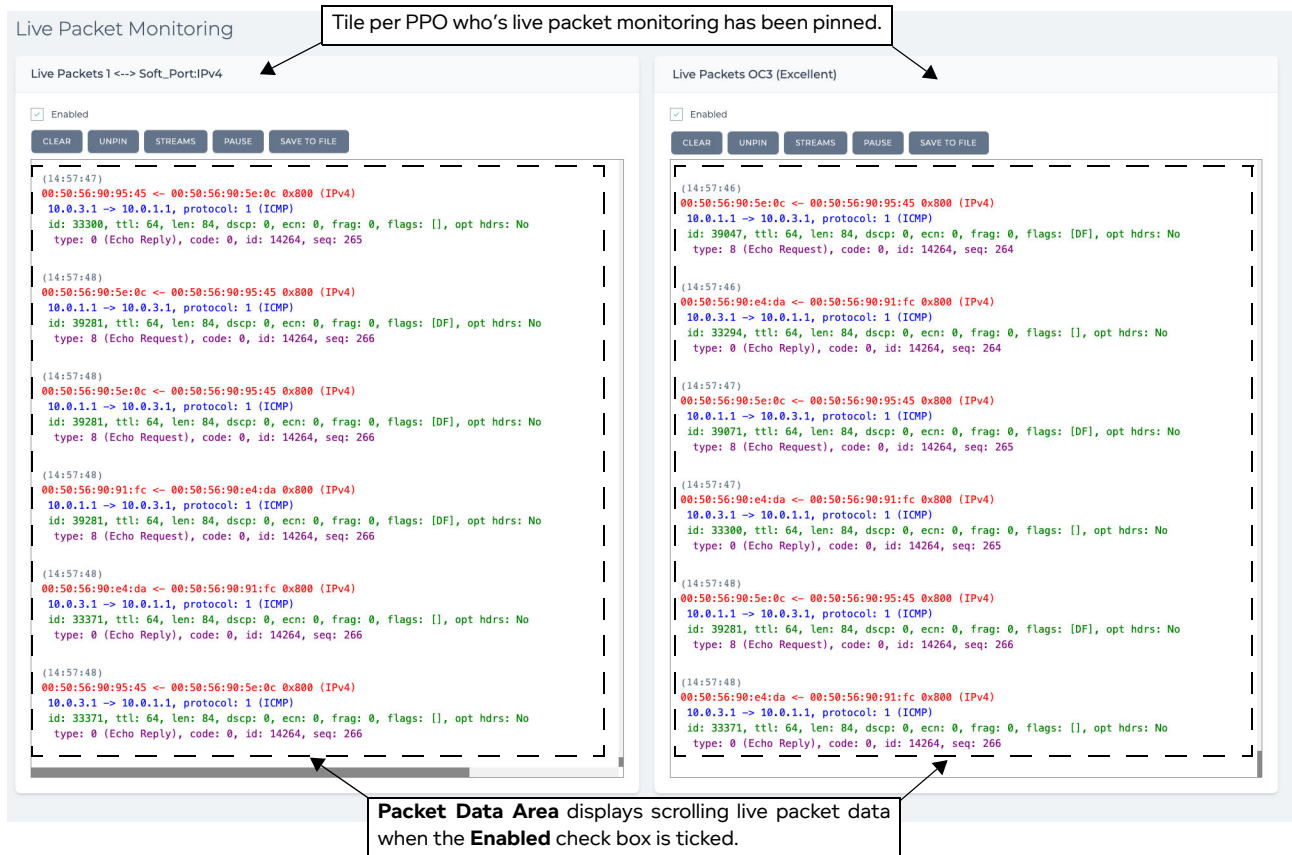 Live Packet Monitoring
Tile per PPO who's live packet monitoring has been pinned.
Live Packets 1 <--> Soft_Port:IPv4
Enabled
CLEAR UNPIN STREAMS PAUSE SAVE TO FILE
(14:57:47)
00:50:56:90:95:45 <- 00:50:56:90:5e:0c 0x800 (IPv4)
10.0.3.1 -> 10.0.1.1, protocol: 1 (ICMP)
id: 33300, ttl: 64, len: 84, dscp: 0, ecn: 0, frag: 0, flags: [], opt hdrs: No
type: 0 (Echo Reply), code: 0, id: 14264, seq: 265
(14:57:48)
00:50:56:90:5e:0c <- 00:50:56:90:95:45 0x800 (IPv4)
10.0.1.1 -> 10.0.3.1, protocol: 1 (ICMP)
id: 39281, ttl: 64, len: 84, dscp: 0, ecn: 0, frag: 0, flags: [DF], opt hdrs: No
type: 8 (Echo Request), code: 0, id: 14264, seq: 266
(14:57:48)
00:50:56:90:5e:0c <- 00:50:56:90:95:45 0x800 (IPv4)
10.0.1.1 -> 10.0.3.1, protocol: 1 (ICMP)
id: 39281, ttl: 64, len: 84, dscp: 0, ecn: 0, frag: 0, flags: [DF], opt hdrs: No
type: 8 (Echo Request), code: 0, id: 14264, seq: 266
(14:57:48)
00:50:56:90:91:fc <- 00:50:56:90:e4:da 0x800 (IPv4)
10.0.1.1 -> 10.0.3.1, protocol: 1 (ICMP)
id: 39281, ttl: 64, len: 84, dscp: 0, ecn: 0, frag: 0, flags: [DF], opt hdrs: No
type: 8 (Echo Request), code: 0, id: 14264, seq: 266
(14:57:48)
00:50:56:90:e4:da <- 00:50:56:90:91:fc 0x800 (IPv4)
10.0.3.1 -> 10.0.1.1, protocol: 1 (ICMP)
id: 33371, ttl: 64, len: 84, dscp: 0, ecn: 0, frag: 0, flags: [], opt hdrs: No
type: 0 (Echo Reply), code: 0, id: 14264, seq: 266
(14:57:48)
00:50:56:90:95:45 <- 00:50:56:90:5e:0c 0x800 (IPv4)
10.0.3.1 -> 10.0.1.1, protocol: 1 (ICMP)
id: 33371, ttl: 64, len: 84, dscp: 0, ecn: 0, frag: 0, flags: [], opt hdrs: No
type: 0 (Echo Reply), code: 0, id: 14264, seq: 266
Live Packets OC3 (Excellent)
Enabled
CLEAR UNPIN STREAMS PAUSE SAVE TO FILE
(14:57:46)
00:50:56:90:5e:0c <- 00:50:56:90:95:45 0x800 (IPv4)
10.0.1.1 -> 10.0.3.1, protocol: 1 (ICMP)
id: 39047, ttl: 64, len: 84, dscp: 0, ecn: 0, frag: 0, flags: [DF], opt hdrs: No
type: 8 (Echo Request), code: 0, id: 14264, seq: 264
(14:57:46)
00:50:56:90:e4:da <- 00:50:56:90:91:fc 0x800 (IPv4)
10.0.3.1 -> 10.0.1.1, protocol: 1 (ICMP)
id: 33294, ttl: 64, len: 84, dscp: 0, ecn: 0, frag: 0, flags: [], opt hdrs: No
type: 0 (Echo Reply), code: 0, id: 14264, seq: 264
(14:57:47)
00:50:56:90:5e:0c <- 00:50:56:90:95:45 0x800 (IPv4)
10.0.1.1 -> 10.0.3.1, protocol: 1 (ICMP)
id: 39071, ttl: 64, len: 84, dscp: 0, ecn: 0, frag: 0, flags: [DF], opt hdrs: No
type: 8 (Echo Request), code: 0, id: 14264, seq: 265
(14:57:47)
00:50:56:90:e4:da <- 00:50:56:90:91:fc 0x800 (IPv4)
10.0.3.1 -> 10.0.1.1, protocol: 1 (ICMP)
id: 33300, ttl: 64, len: 84, dscp: 0, ecn: 0, frag: 0, flags: [], opt hdrs: No
type: 0 (Echo Reply), code: 0, id: 14264, seq: 265
(14:57:48)
00:50:56:90:5e:0c <- 00:50:56:90:95:45 0x800 (IPv4)
10.0.1.1 -> 10.0.3.1, protocol: 1 (ICMP)
id: 39281, ttl: 64, len: 84, dscp: 0, ecn: 0, frag: 0, flags: [DF], opt hdrs: No
type: 8 (Echo Request), code: 0, id: 14264, seq: 266
(14:57:48)
00:50:56:90:e4:da <- 00:50:56:90:91:fc 0x800 (IPv4)
10.0.3.1 -> 10.0.1.1, protocol: 1 (ICMP)
id: 33371, ttl: 64, len: 84, dscp: 0, ecn: 0, frag: 0, flags: [], opt hdrs: No
type: 0 (Echo Reply), code: 0, id: 14264, seq: 266
Packet Data Area displays scrolling live packet data
when the Enabled check box is ticked.